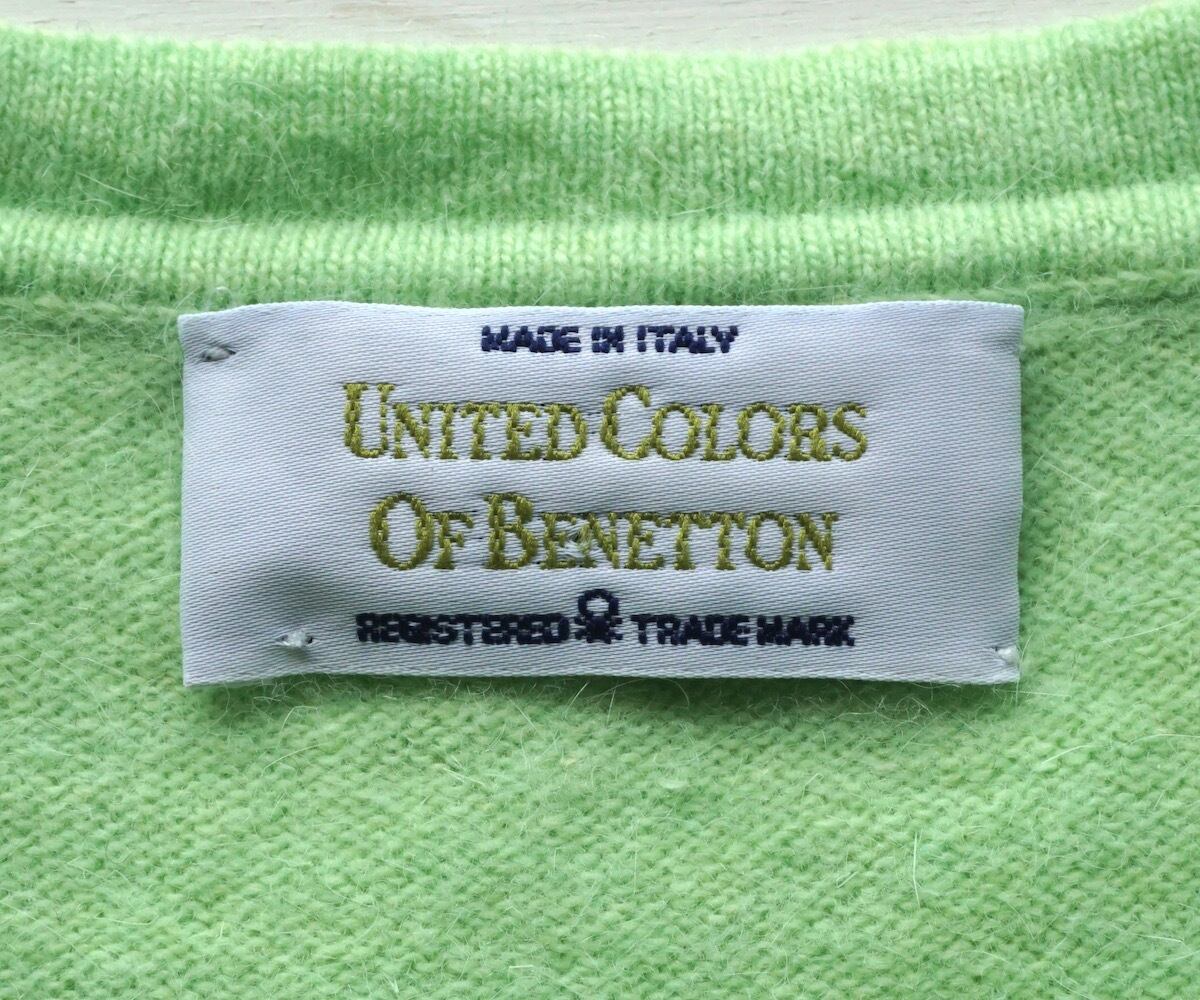 MADE IN ITALY
UNITED COLORS
OF BENETTON
REGISTERED TRADE MARK